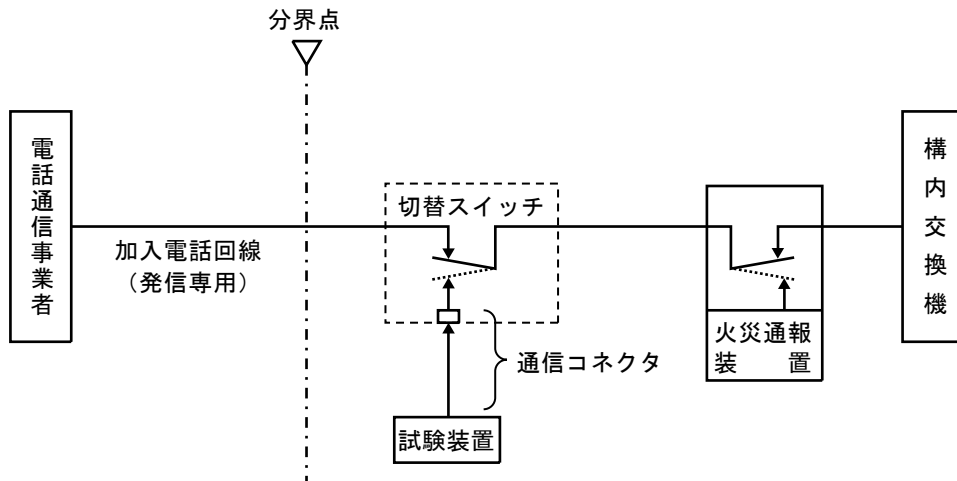 分界点
電話通信事業者
加入電話回線
（発信専用）
切替スイッチ
通信コネクタ
試験装置
火災通報
装置
構内交換機